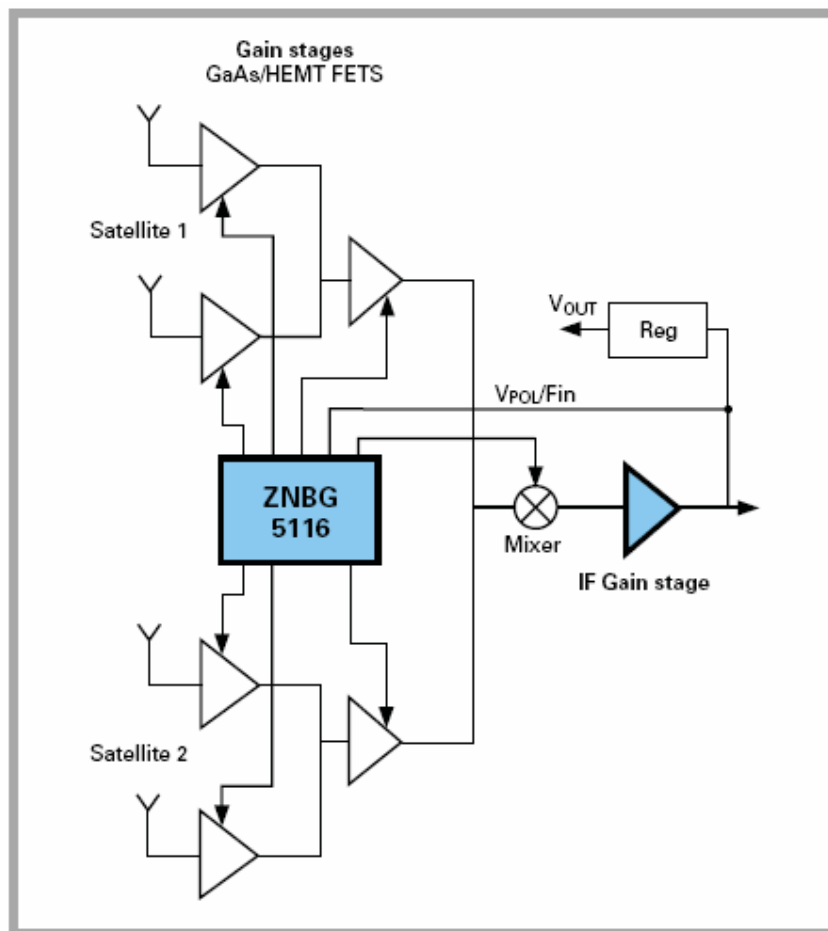 Gain stages
GaAs/HEMT FETS
Satellite 1
VOUT
Reg
VPOL/Fin
ZNBG
5116
Mixer
IF Gain stage
Satellite 2